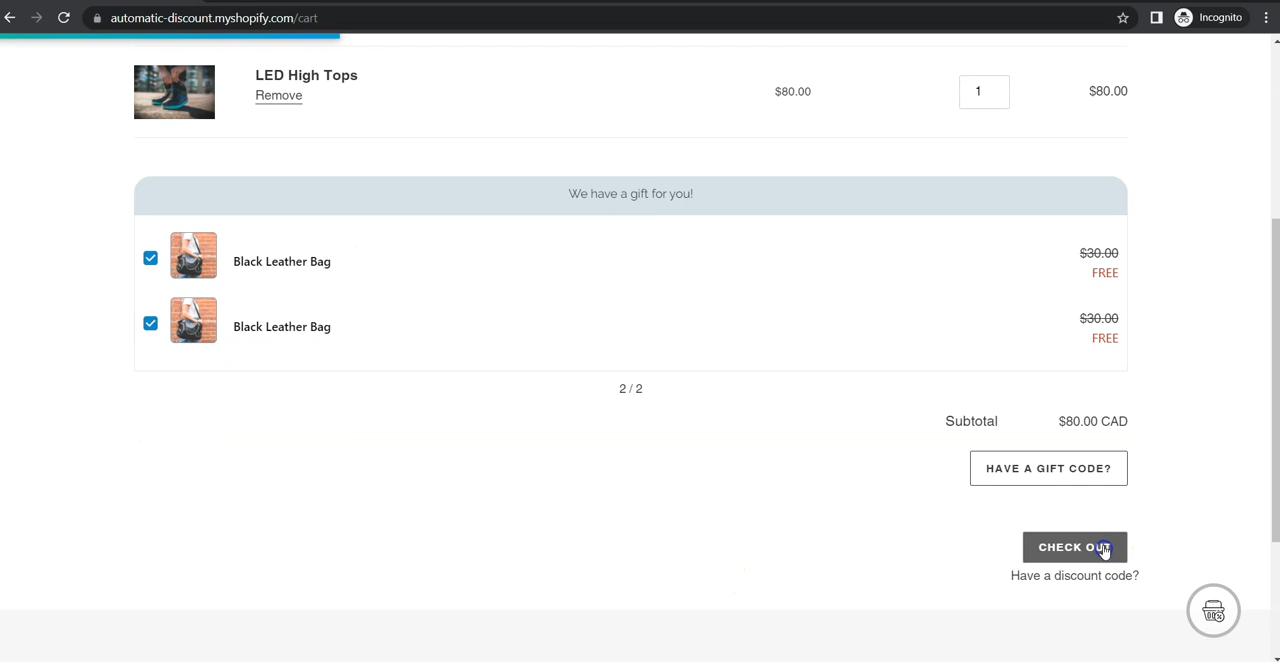 automatic-discount.myshopify.com/cart
Incognito
LED High Tops
Remove
$80.00
1
$80.00
We have a gift for you!
Black Leather Bag
$30.00
FREE
Black Leather Bag
$30.00
FREE
2 / 2
Subtotal $80.00 CAD
HAVE A GIFT CODE?
CHECK OUT
Have a discount code?